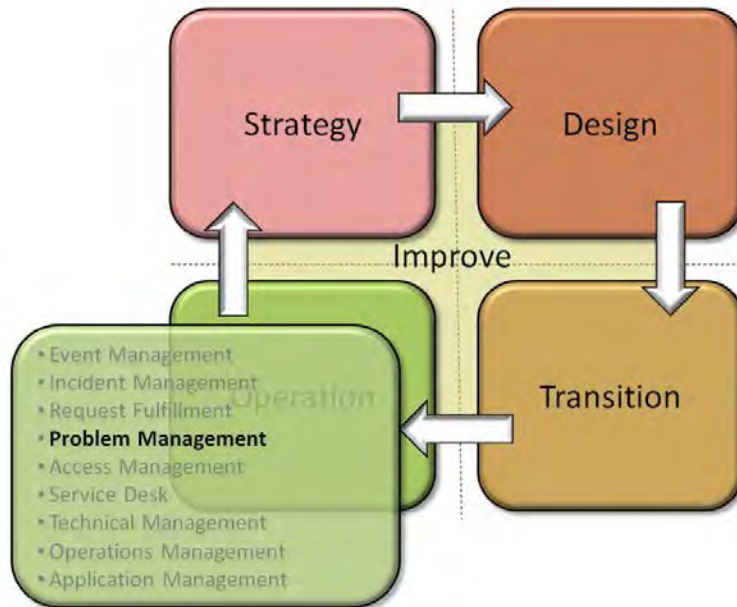 Strategy
Design
Improve
Operation
Transition
• Event Management
• Incident Management
• Request Fulfillment
• Problem Management
• Access Management
• Service Desk
• Technical Management
• Operations Management
• Application Management